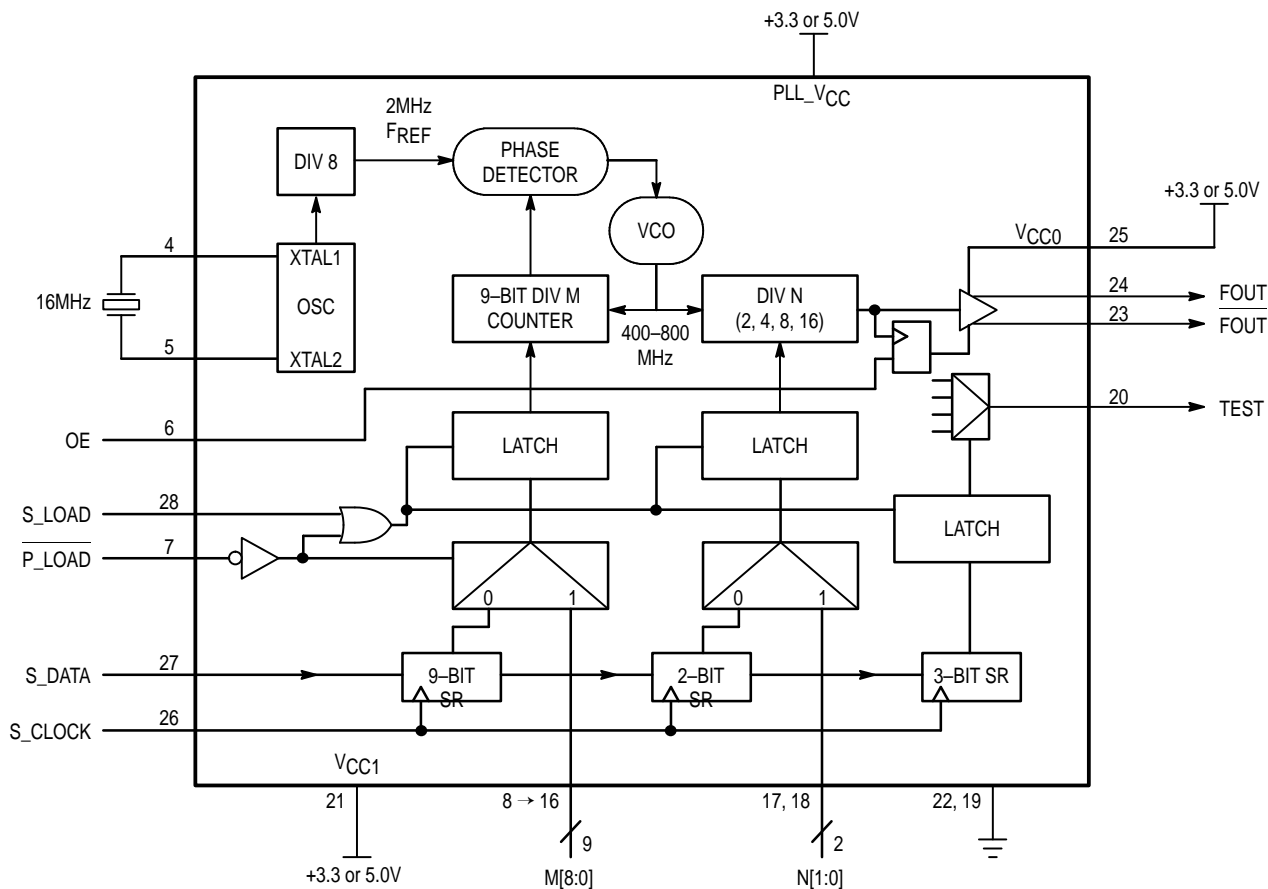 +3.3 or 5.0V
PLL_VCC
2MHz
FREF
DIV 8
PHASE
DETECTOR
+3.3 or 5.0V
VCO
VCC0
25
4
XTAL1
24
FOUT
16MHz
OSC
9–BIT DIV M
COUNTER
DIV N
(2, 4, 8, 16)
23
FOUT
400–800
MHz
5
XTAL2
20
TEST
OE
6
LATCH
LATCH
S_LOAD
28
LATCH
P_LOAD
7
0
1
0
1
S_DATA
27
9–BIT
SR
2–BIT
SR
3–BIT SR
S_CLOCK
26
VCC1
21
8 → 16
17, 18
22, 19
9
2
+3.3 or 5.0V
M[8:0]
N[1:0]